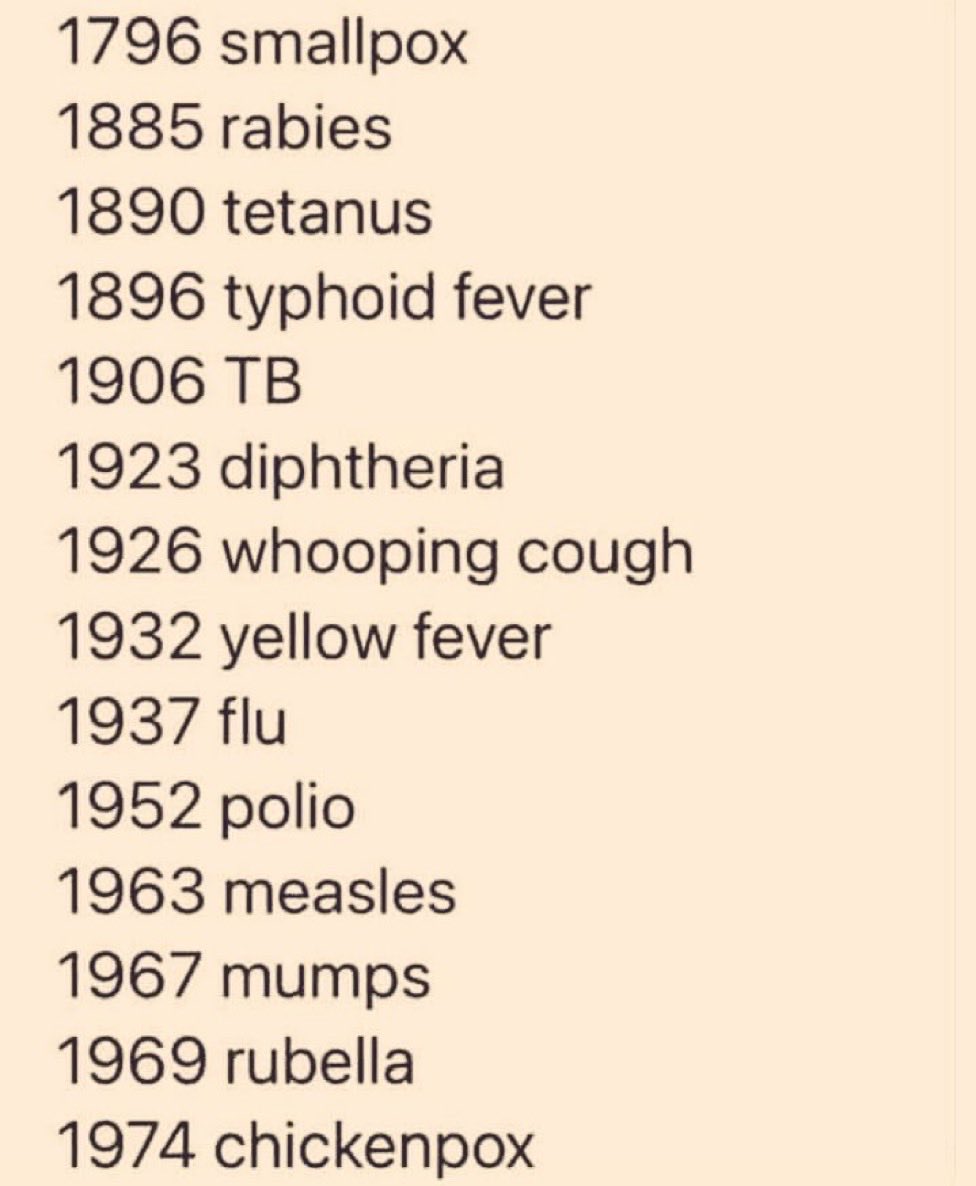 1796 smallpox
1885 rabies
1890 tetanus
1896 typhoid fever
1906 TB
1923 diphtheria
1926 whooping cough
1932 yellow fever
1937 flu
1952 polio
1963 measles
1967 mumps
1969 rubella
1974 chickenpox